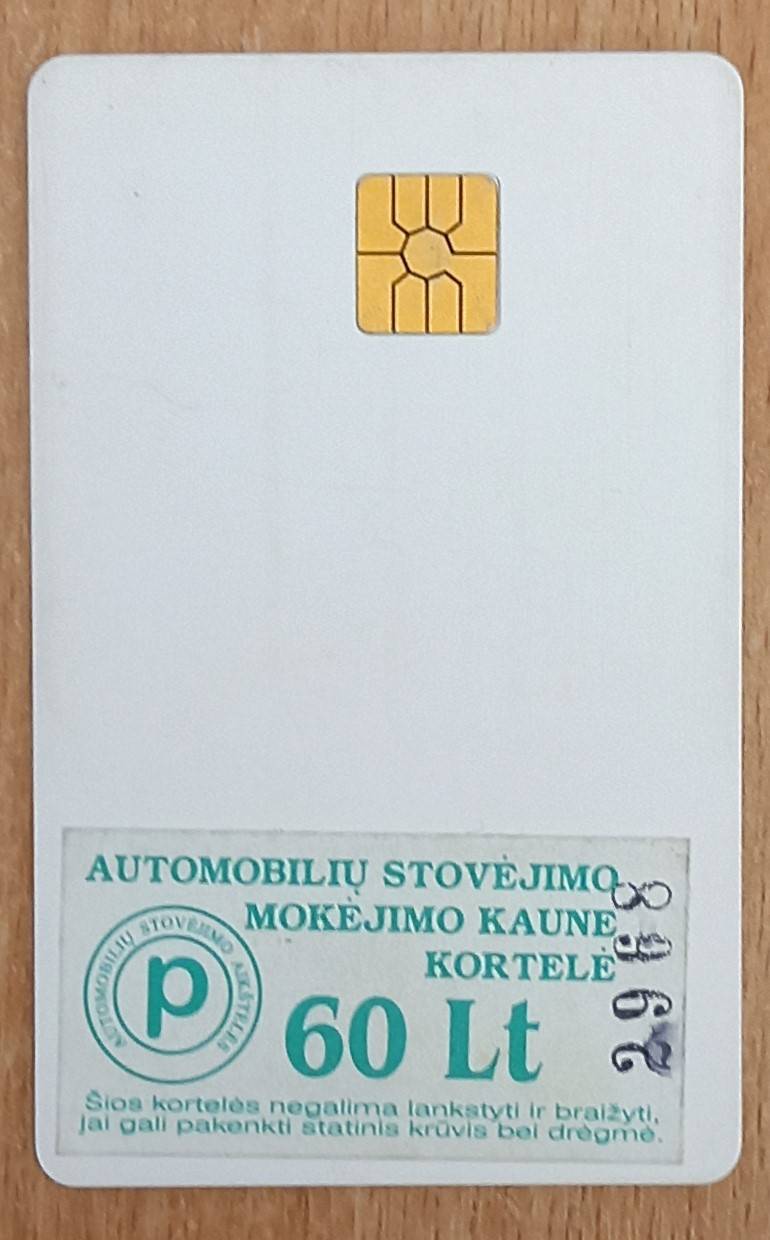 AUTOMOBILIŲ STOVĖJIMO
MOKĖJIMO KAUNE
KORTELĖ
AUTOMOBILIŲ STOVĖJIMO AIKŠTELĖS
p
60 Lt
2968
Šios kortelės negalima lankstyti ir braižyti,
jai gali pakenkti statinis krūvis bei drėgmė.